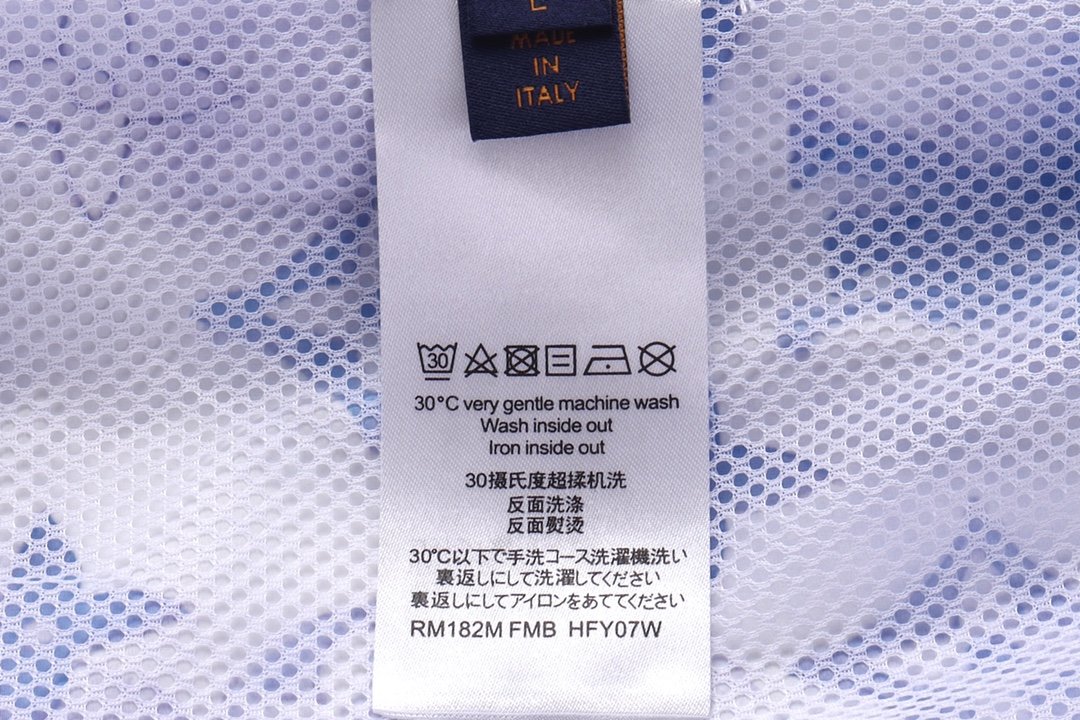 L
MADE
IN
ITALY
30
30°C very gentle machine wash
Wash inside out
Iron inside out
30摄氏度超揉机洗
反面洗涤
反面熨烫
30℃以下で手洗コース洗濯機洗い
裏返しにして洗濯してください
裏返しにしてアイロンをあててください
RM182M FMB HFY07W